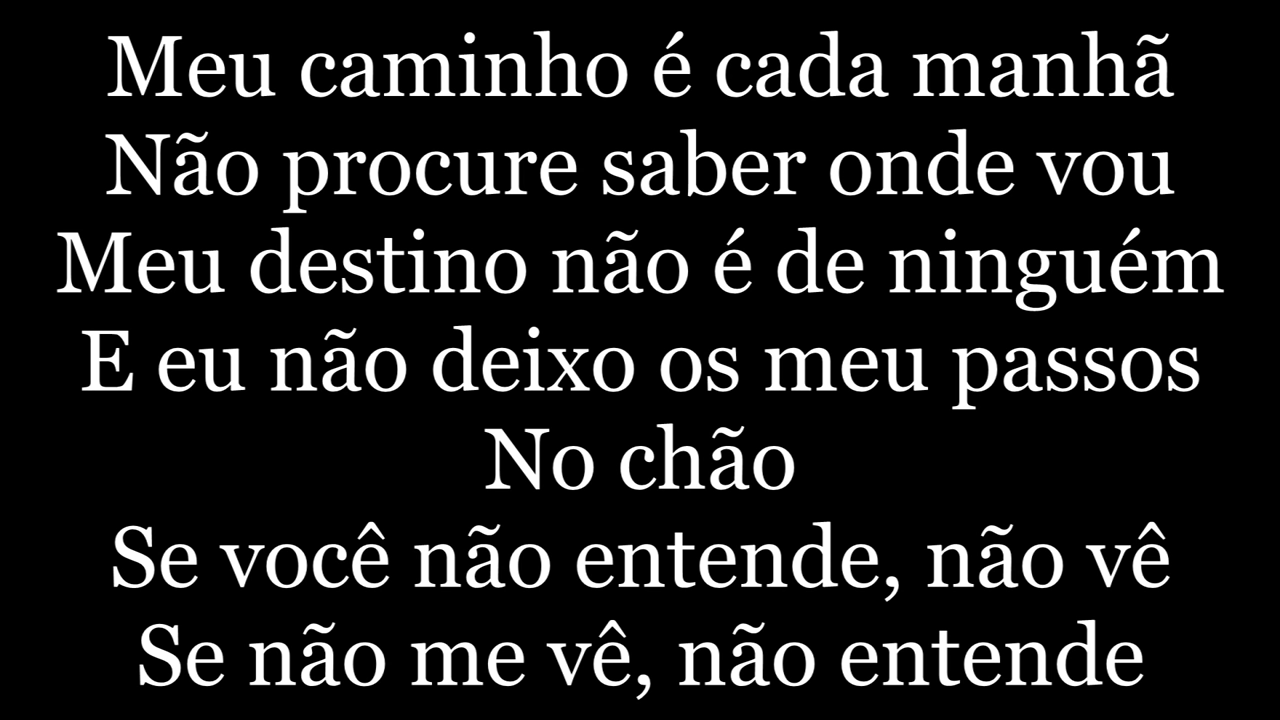 Meu caminho é cada manhã
Não procure saber onde vou
Meu destino não é de ninguém
E eu não deixo os meu passos
No chão
Se você não entende, não vê
Se não me vê, não entende